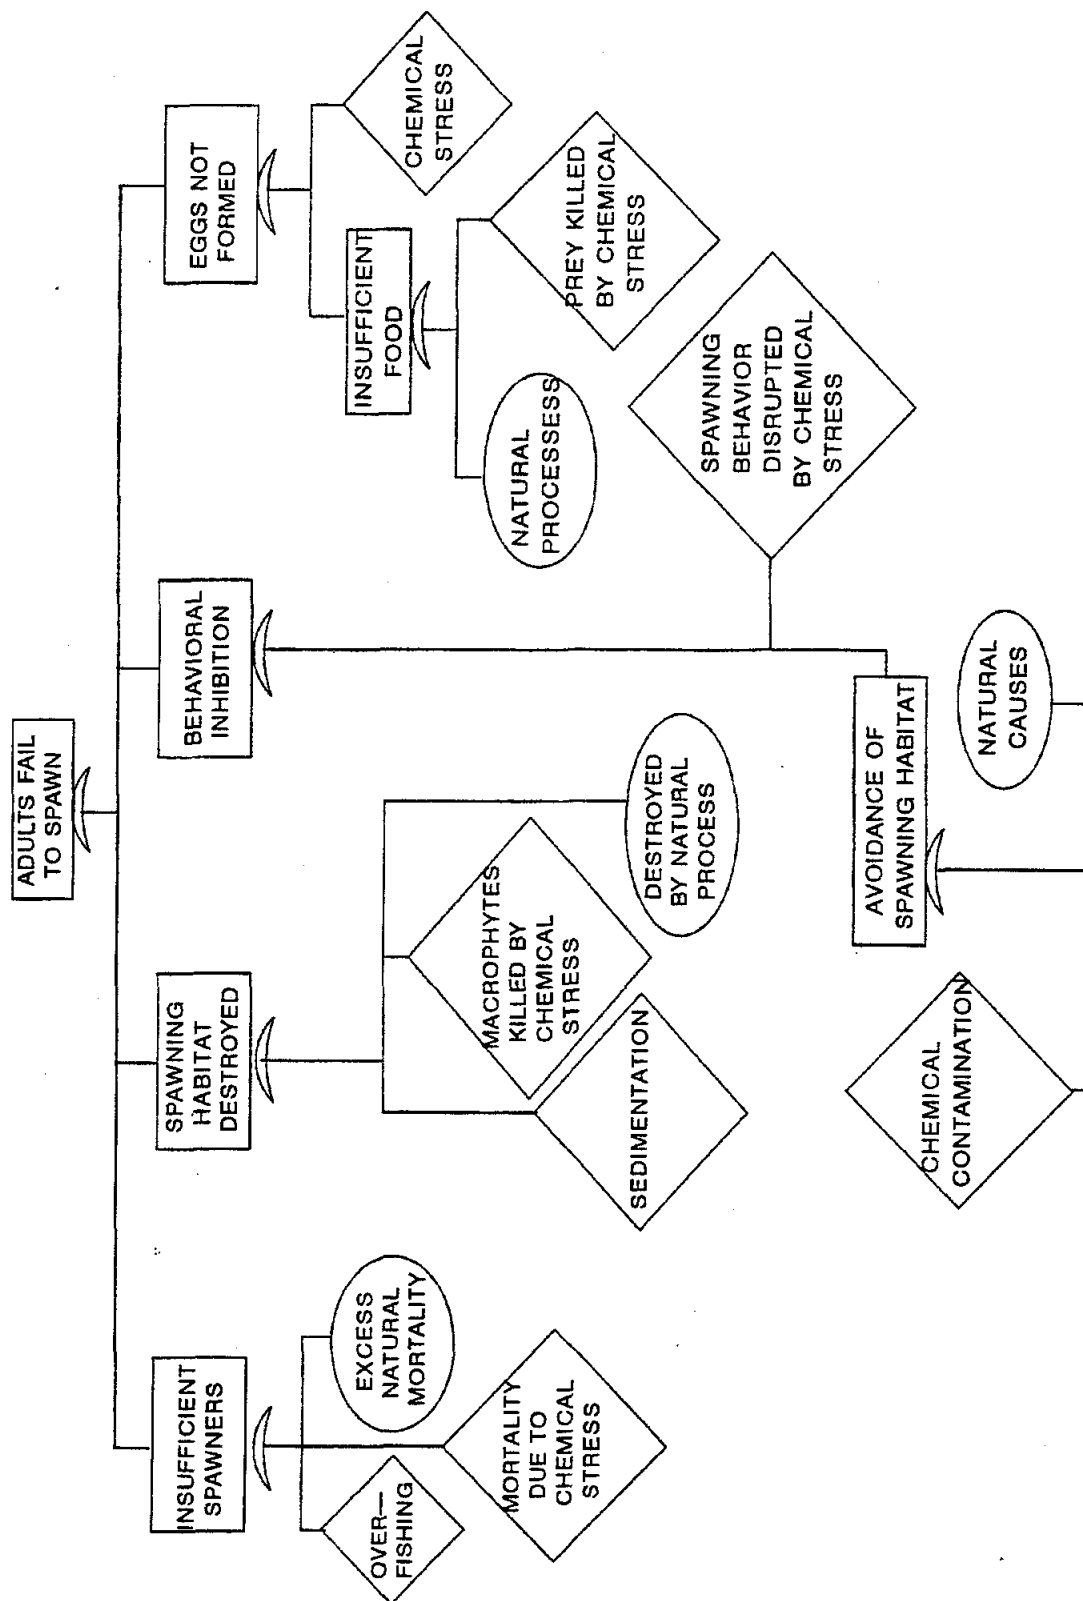 ADULTS FAIL
TO SPAWN
INSUFFICIENT
SPAWNERS
SPAWNING
HABITAT
DESTROYED
BEHAVIORAL
INHIBITION
EGGS NOT
FORMED
OVER—
FISHING
EXCESS
NATURAL
MORTALITY
MORTALITY
DUE TO
CHEMICAL
STRESS
SEDIMENTATION
MACROPHYTES
KILLED BY
CHEMICAL
STRESS
DESTROYED
BY NATURAL
PROCESS
INSUFFICIENT
FOOD
CHEMICAL
STRESS
NATURAL
PROCESSESS
PREY KILLED
BY CHEMICAL
STRESS
SPAWNING
BEHAVIOR
DISRUPTED
BY CHEMICAL
STRESS
AVOIDANCE OF
SPAWNING HABITAT
CHEMICAL
CONTAMINATION
NATURAL
CAUSES